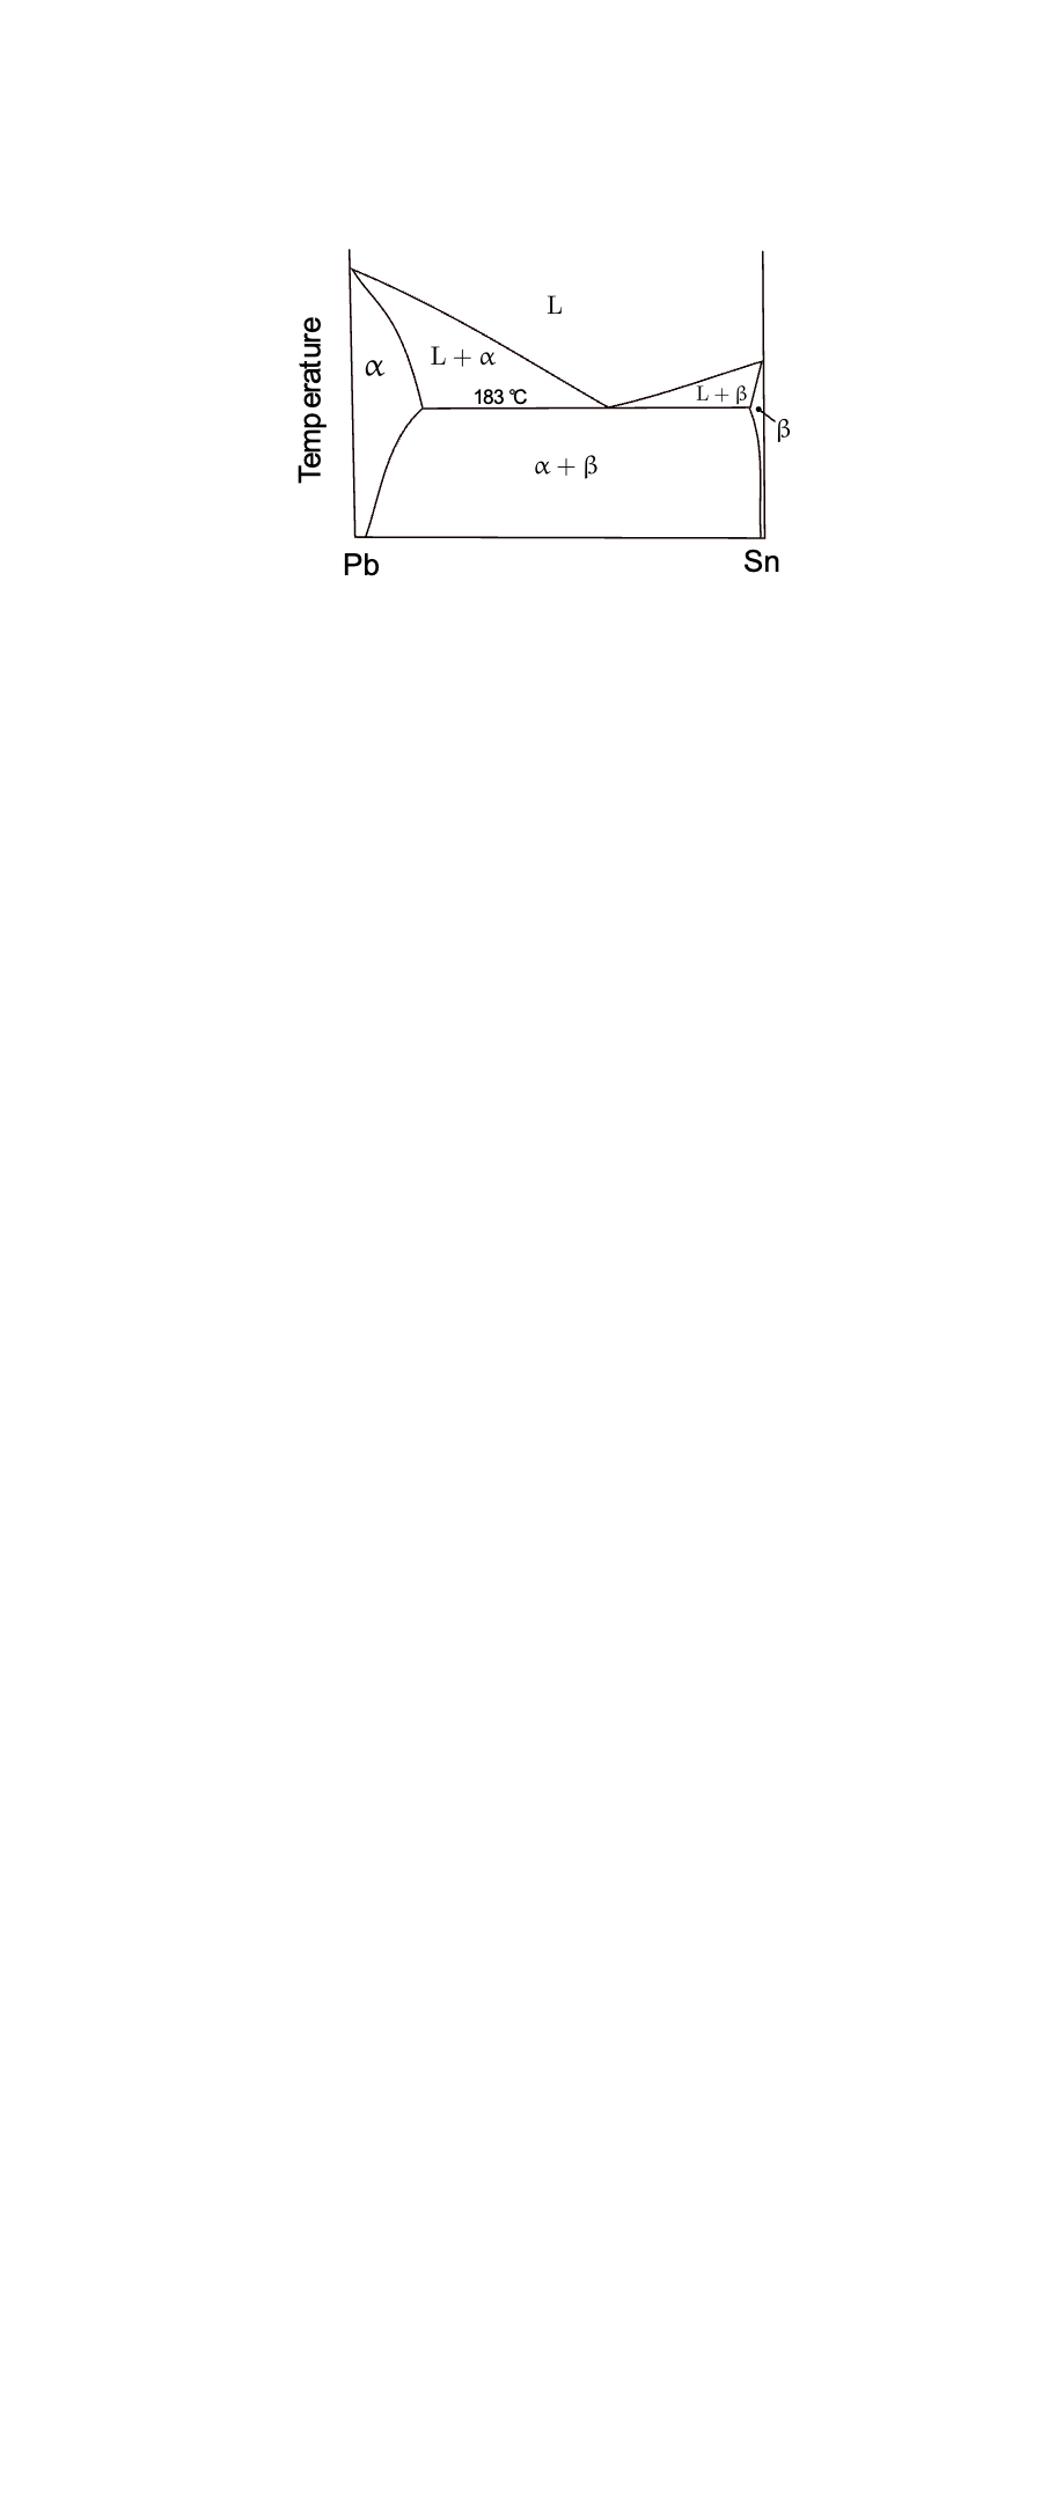 L
L + α
α
183 °C
L + β
β
α + β
Temperature
Pb
Sn